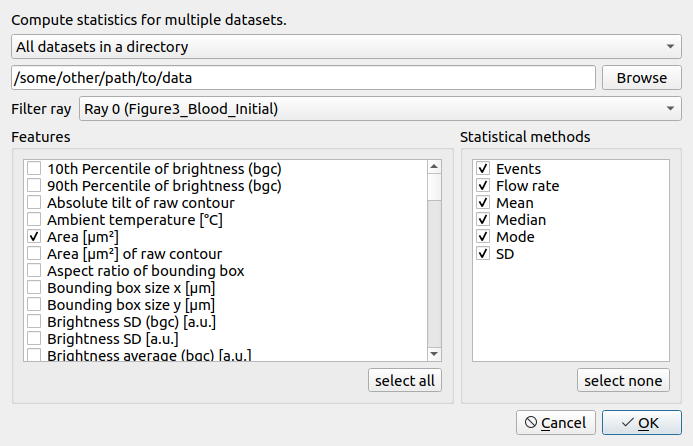 Compute statistics for multiple datasets.
All datasets in a directory
/some/other/path/to/data
Browse
Filter ray
Ray 0 (Figure3_Blood_Initial)
Features
10th Percentile of brightness (bgc)
90th Percentile of brightness (bgc)
Absolute tilt of raw contour
Ambient temperature [°C]
Area [µm²]
Area [µm²] of raw contour
Aspect ratio of bounding box
Bounding box size x [µm]
Bounding box size y [µm]
Brightness SD (bgc) [a.u.]
Brightness SD [a.u.]
Brightness average (bgc) [a.u.]
select all
Statistical methods
Events
Flow rate
Mean
Median
Mode
SD
select none
Cancel
OK